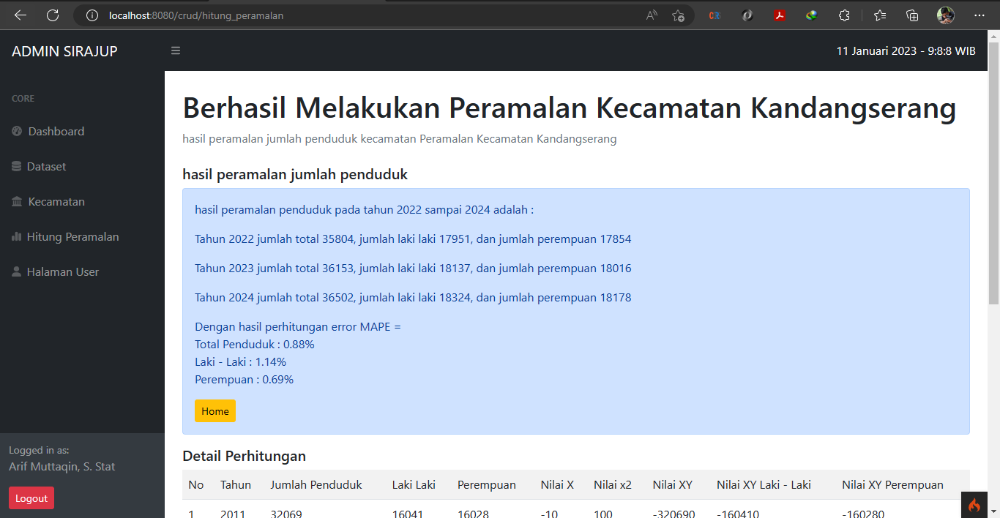 localhost:8080/crud/hitung_peramalan
ADMIN SIRAJUP
11 Januari 2023 - 9:8:8 WIB
CORE
Dashboard
Dataset
Kecamatan
Hitung Peramalan
Halaman User
Logged in as:
Arif Muttaqin, S. Stat
Logout
Berhasil Melakukan Peramalan Kecamatan Kandangserang
hasil peramalan jumlah penduduk kecamatan Peramalan Kecamatan Kandangserang
hasil peramalan jumlah penduduk
hasil peramalan penduduk pada tahun 2022 sampai 2024 adalah :
Tahun 2022 jumlah total 35804, jumlah laki laki 17951, dan jumlah perempuan 17854
Tahun 2023 jumlah total 36153, jumlah laki laki 18137, dan jumlah perempuan 18016
Tahun 2024 jumlah total 36502, jumlah laki laki 18324, dan jumlah perempuan 18178
Dengan hasil perhitungan error MAPE =
Total Penduduk : 0.88%
Laki - Laki : 1.14%
Perempuan : 0.69%
Home
Detail Perhitungan
No Tahun Jumlah Penduduk Laki Laki Perempuan Nilai X Nilai x2 Nilai XY Nilai XY Laki - Laki Nilai XY Perempuan
1 2011 32069 16041 16028 -10 100 -320690 -160410 -160280